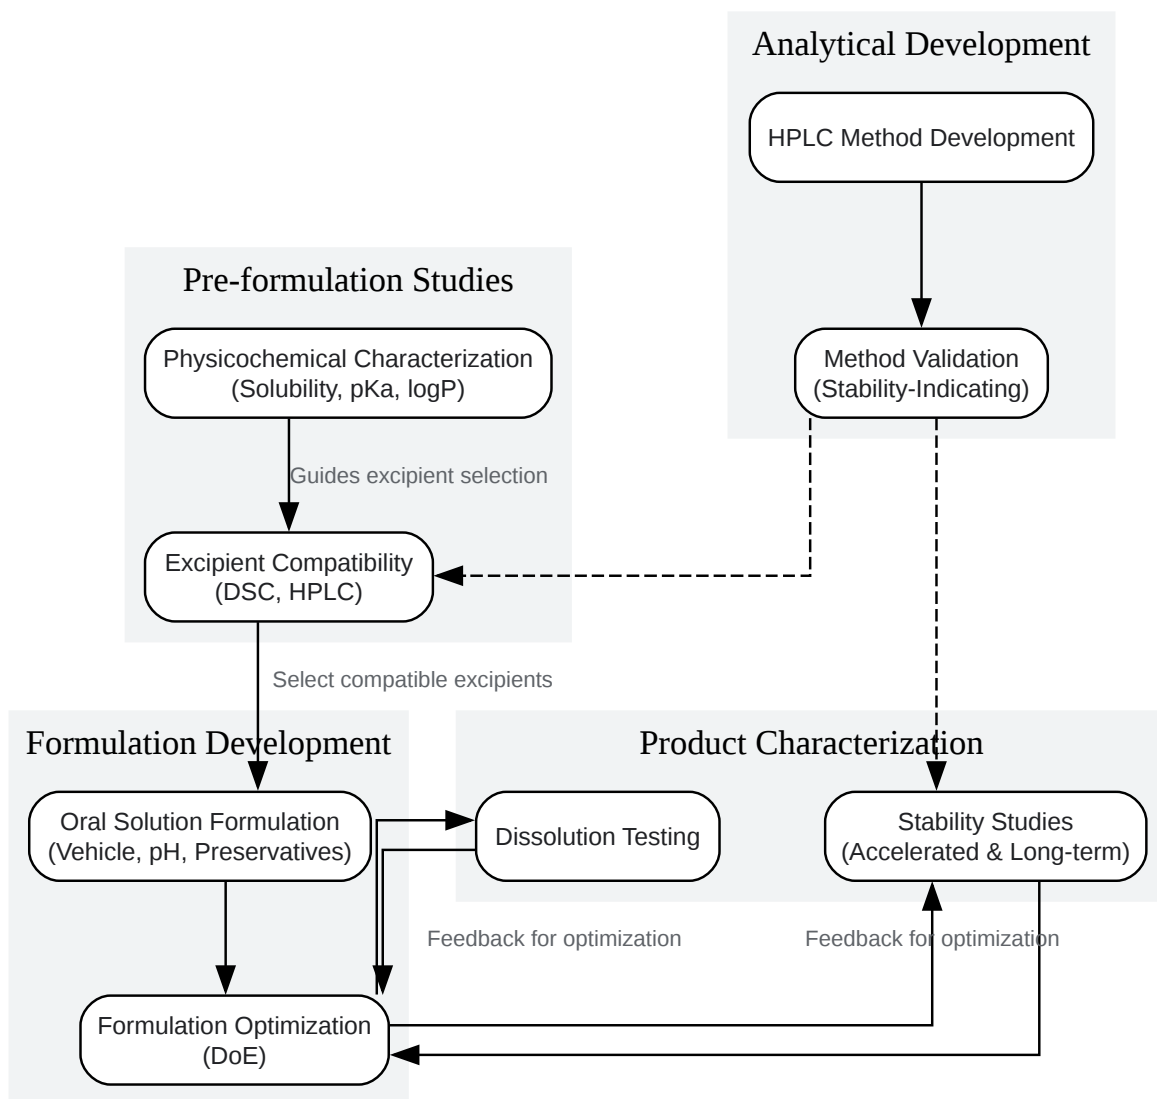 Analytical Development
HPLC Method Development
Pre-formulation Studies
Physicochemical Characterization
(Solubility, pKa, logP)
Method Validation
(Stability-Indicating)
Guides excipient selection
Excipient Compatibility
(DSC, HPLC)
Select compatible excipients
Formulation Development
Product Characterization
Oral Solution Formulation
(Vehicle, pH, Preservatives)
Dissolution Testing
Stability Studies
(Accelerated & Long-term)
Feedback for optimization
Feedback for optimization
Formulation Optimization
(DoE)